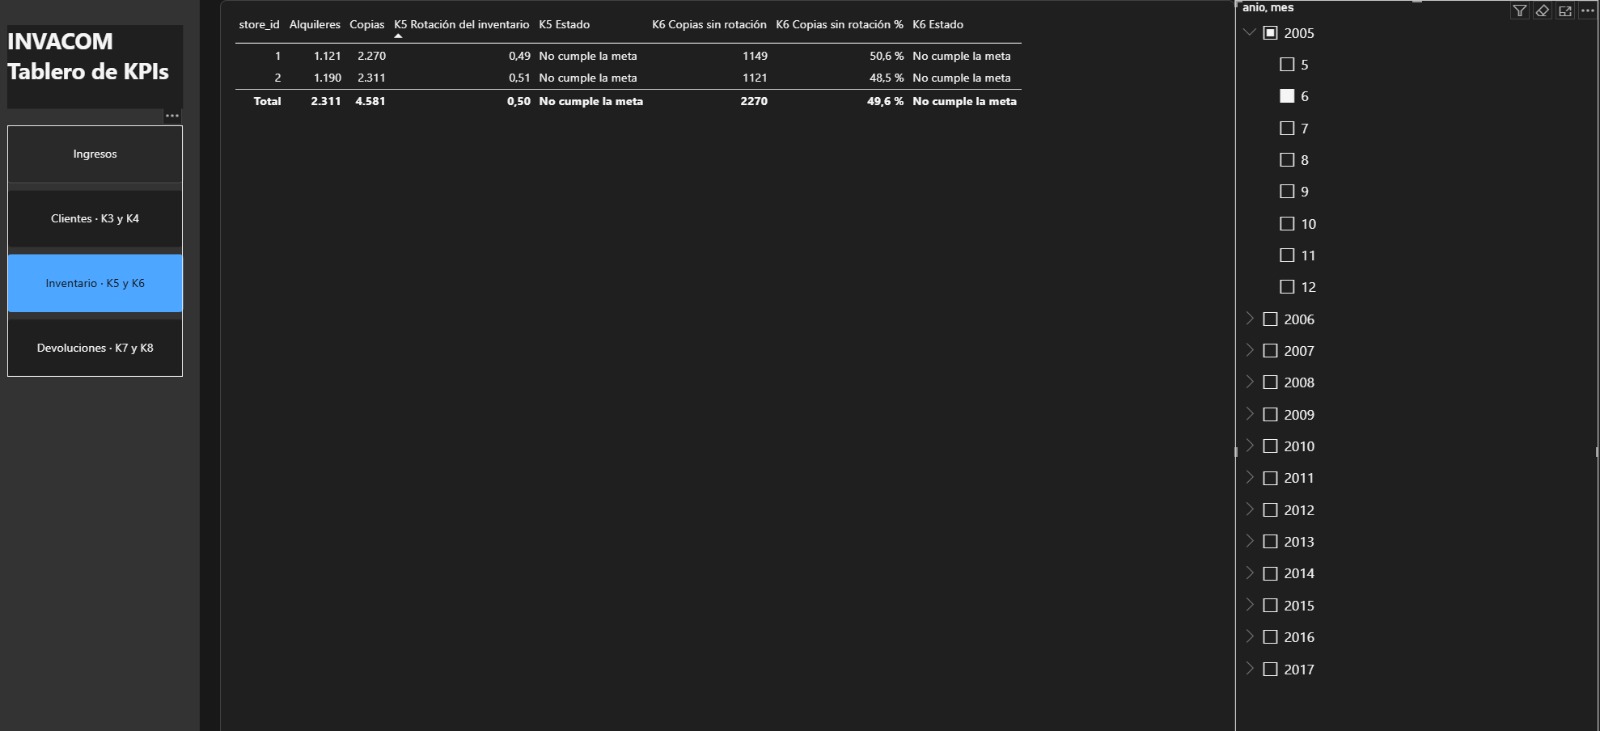 INVACOM
Tablero de KPIs
Ingresos
Clientes · K3 y K4
Inventario · K5 y K6
Devoluciones · K7 y K8
store_id Alquileres Copias K5 Rotación del inventario K5 Estado K6 Copias sin rotación K6 Copias sin rotación % K6 Estado
1 1.121 2.270 0,49 No cumple la meta 1149 50,6 % No cumple la meta
2 1.190 2.311 0,51 No cumple la meta 1121 48,5 % No cumple la meta
Total 2.311 4.581 0,50 No cumple la meta 2270 49,6 % No cumple la meta
anio, mes
2005
5
6
7
8
9
10
11
12
2006
2007
2008
2009
2010
2011
2012
2013
2014
2015
2016
2017